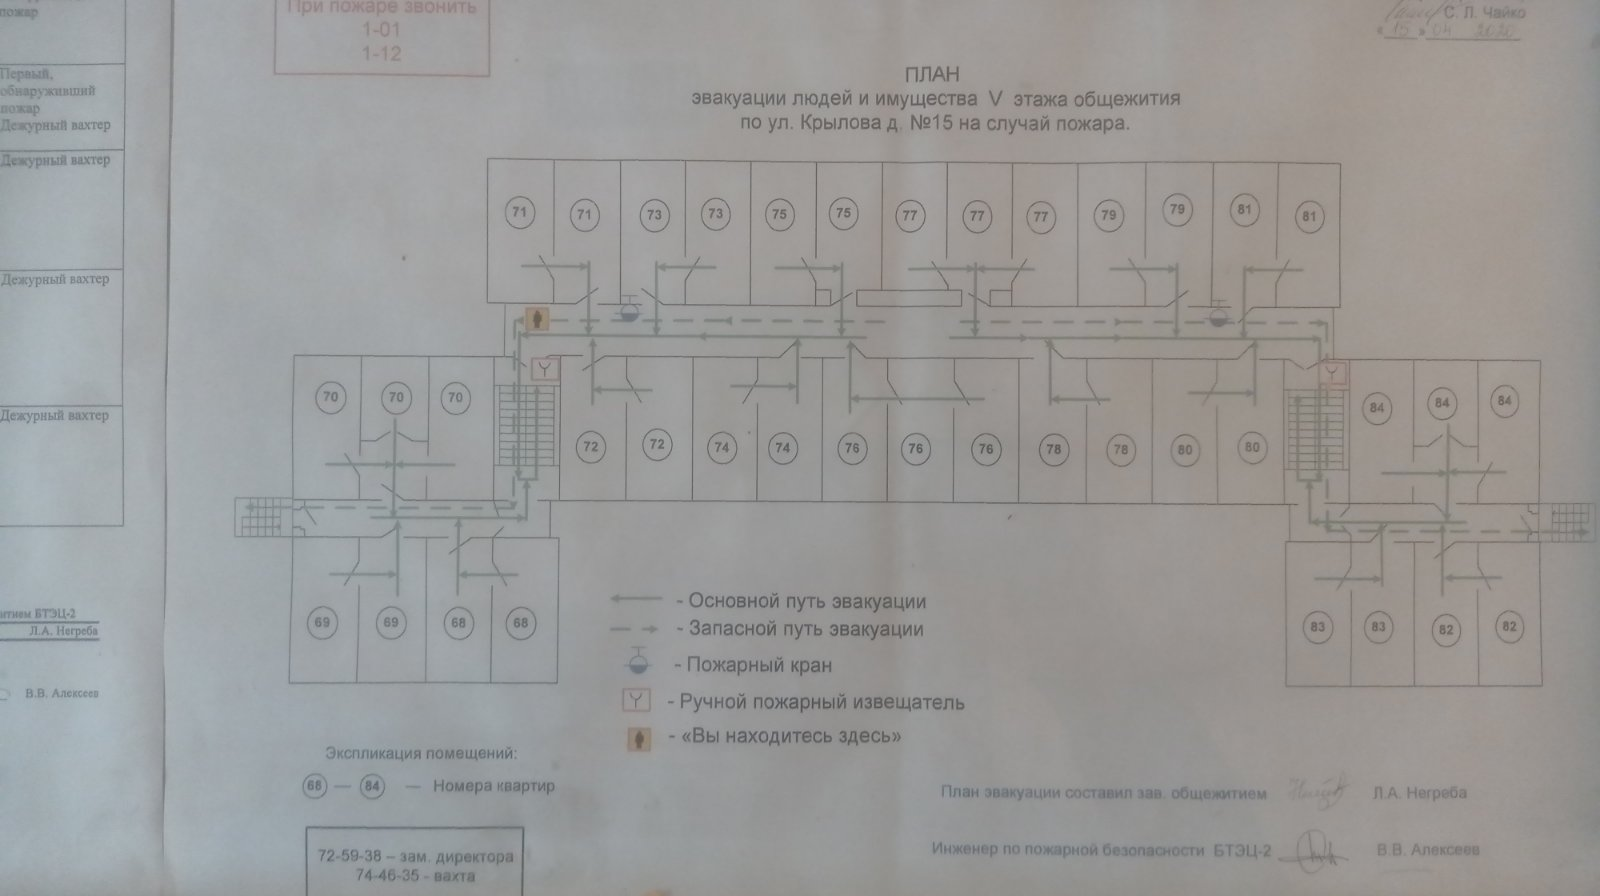 пожар
Первый,
обнаруживший
пожар
Дежурный вахтер
Дежурный вахтер
Дежурный вахтер
Дежурный вахтер
БТЭЦ-2
Л.А. Негреба
В.В. Алексеев
При пожаре звонить
1-01
1-12
С. Л. Чайко
« 15 » 04 2020
ПЛАН
эвакуации людей и имущества V этажа общежития
по ул. Крылова д. №15 на случай пожара.
71 71 73 73 75 75 77 77 77 79 79 81 81
70 70 70
84 84 84
72 72 74 74 76 76 76 78 78 80 80
69 69 68 68
83 83 82 82
- Основной путь эвакуации
- Запасной путь эвакуации
- Пожарный кран
- Ручной пожарный извещатель
- «Вы находитесь здесь»
Экспликация помещений:
68 — 84 — Номера квартир
72-59-38 – зам. директора
74-46-35 - вахта
План эвакуации составил зав. общежитием Л.А. Негреба
Инженер по пожарной безопасности БТЭЦ-2 В.В. Алексеев